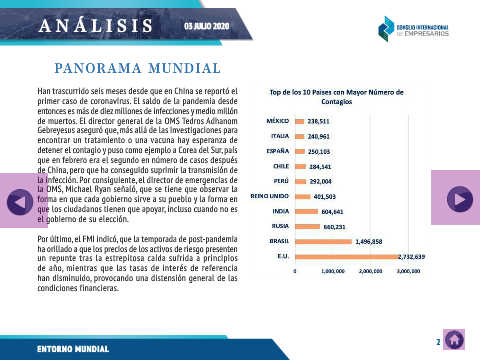 ANÁLISIS
03 JULIO 2020
CONSEJO INTERNACIONAL
DE EMPRESARIOS
PANORAMA MUNDIAL
Han trascurrido seis meses desde que en China se reportó el
primer caso de coronavirus. El saldo de la pandemia desde
entonces es más de diez millones de infecciones y medio millón
de muertos. El director general de la OMS Tedros Adhanom
Gebreyesus aseguró que, más allá de las investigaciones para
encontrar un tratamiento o una vacuna hay esperanza de
detener el contagio y puso como ejemplo a Corea del Sur, país
que en febrero era el segundo en número de casos después
de China, pero que ha conseguido suprimir la transmisión de
la infección. Por consiguiente, el director de emergencias de
la OMS, Michael Ryan señaló, que se tiene que observar la
forma en que cada gobierno sirve a su pueblo y la forma en
que los ciudadanos tienen que apoyar, incluso cuando no es
el gobierno de su elección.
Por último, el FMI indicó, que la temporada de post-pandemia
ha orillado a que los precios de los activos de riesgo presenten
un repunte tras la estrepitosa caída sufrida a principios
de año, mientras que las tasas de interés de referencia
han disminuido, provocando una distensión general de las
condiciones financieras.
Top de los 10 Paises con Mayor Número de
Contagios
MÉXICO 238,511
ITALIA 240,961
ESPAÑA 250,103
CHILE 284,541
PERÚ 292,004
REINO UNIDO 401,503
INDIA 604,641
RUSIA 660,231
BRASIL 1,496,858
E.U. 2,732,639
0 1,000,000 2,000,000 3,000,000
ENTORNO MUNDIAL
2